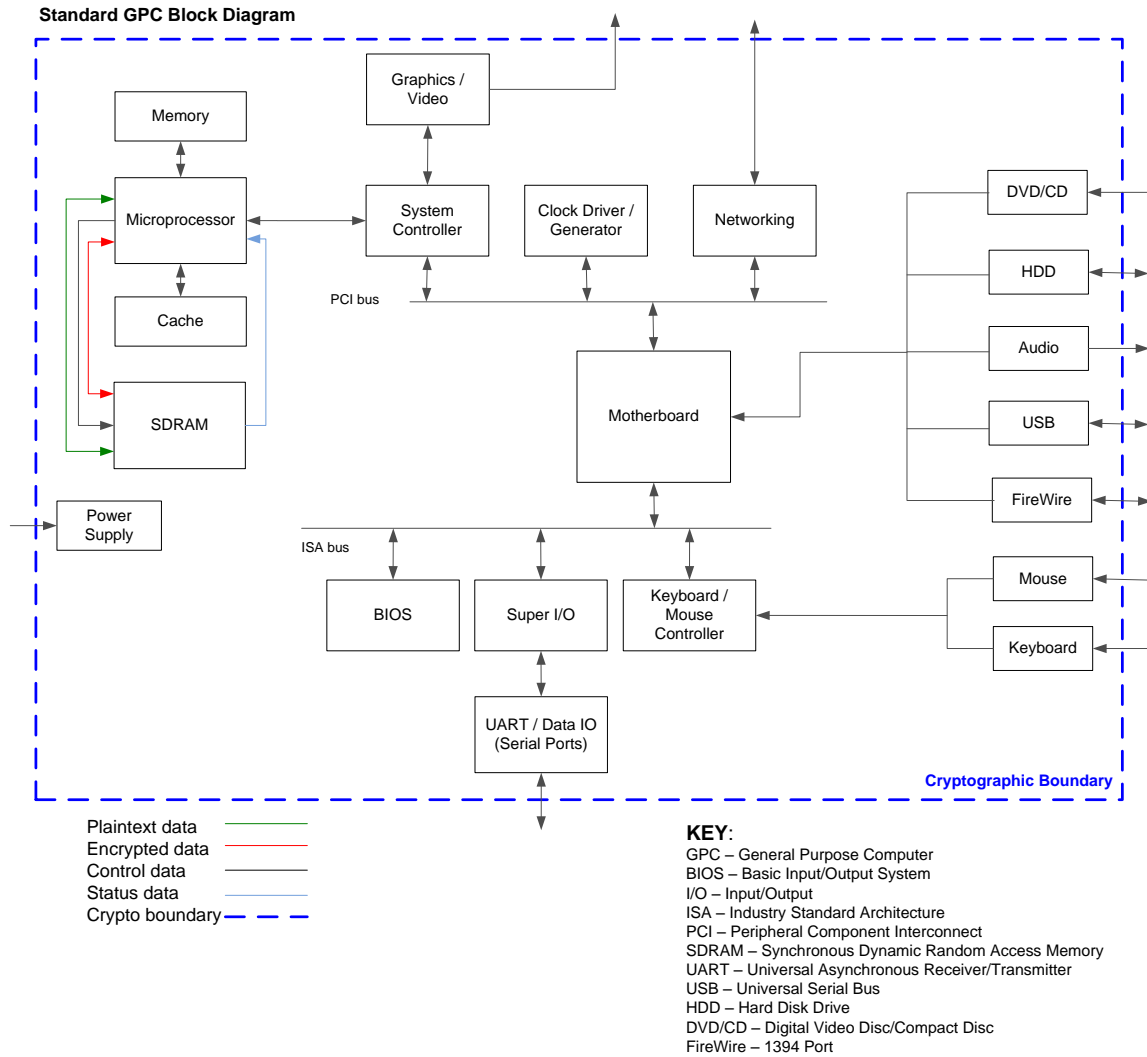 Standard GPC Block Diagram
Graphics /
Video
Memory
Microprocessor
System
Controller
Clock Driver /
Generator
Networking
DVD/CD
HDD
PCI bus
Cache
Audio
Motherboard
SDRAM
USB
FireWire
Power
Supply
ISA bus
Mouse
BIOS
Super I/O
Keyboard /
Mouse
Controller
Keyboard
UART / Data IO
(Serial Ports)
Cryptographic Boundary
Plaintext data
Encrypted data
Control data
Status data
Crypto boundary
KEY:
GPC – General Purpose Computer
BIOS – Basic Input/Output System
I/O – Input/Output
ISA – Industry Standard Architecture
PCI – Peripheral Component Interconnect
SDRAM – Synchronous Dynamic Random Access Memory
UART – Universal Asynchronous Receiver/Transmitter
USB – Universal Serial Bus
HDD – Hard Disk Drive
DVD/CD – Digital Video Disc/Compact Disc
FireWire – 1394 Port